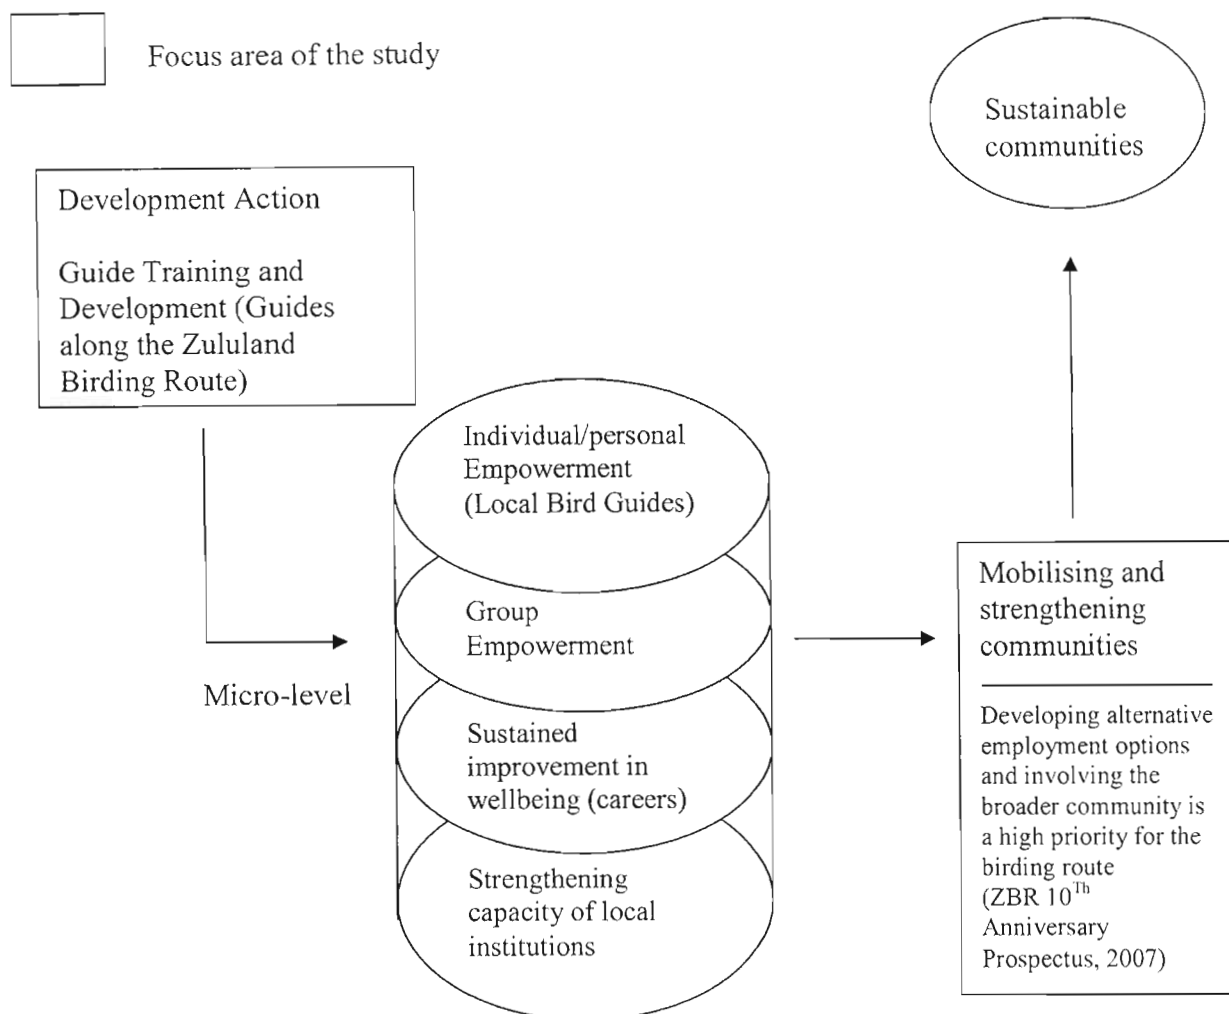 Focus area of the study
Development Action
Guide Training and
Development (Guides
along the Zululand
Birding Route)
Micro-level
Individual/personal
Empowerment
(Local Bird Guides)
Group
Empowerment
Sustained
improvement in
wellbeing (careers)
Strengthening
capacity of local
institutions
Mobilising and
strengthening
communities
Developing alternative
employment options
and involving the
broader community is
a high priority for the
birding route
(ZBR 10Th
Anniversary
Prospectus, 2007)
Sustainable
communities